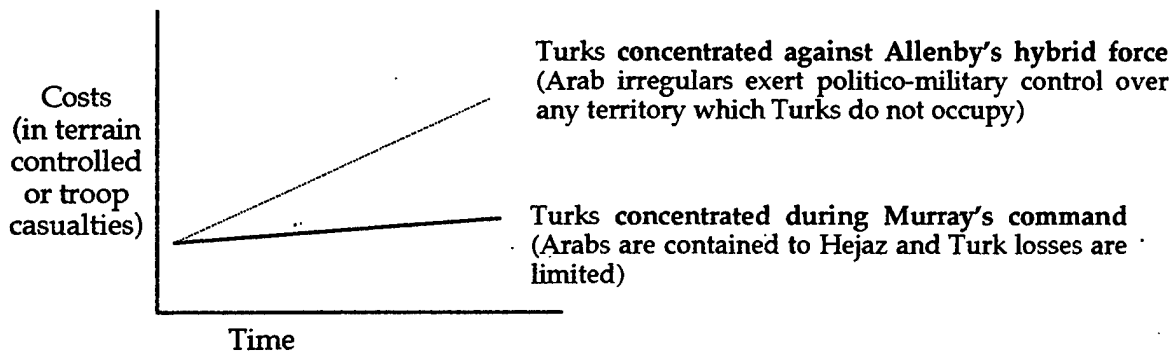 Costs
(in terrain
controlled
or troop
casualties)
Turks concentrated against Allenby's hybrid force
(Arab irregulars exert politico-military control over
any territory which Turks do not occupy)
Turks concentrated during Murray's command
(Arabs are contained to Hejaz and Turk losses are
limited)
Time